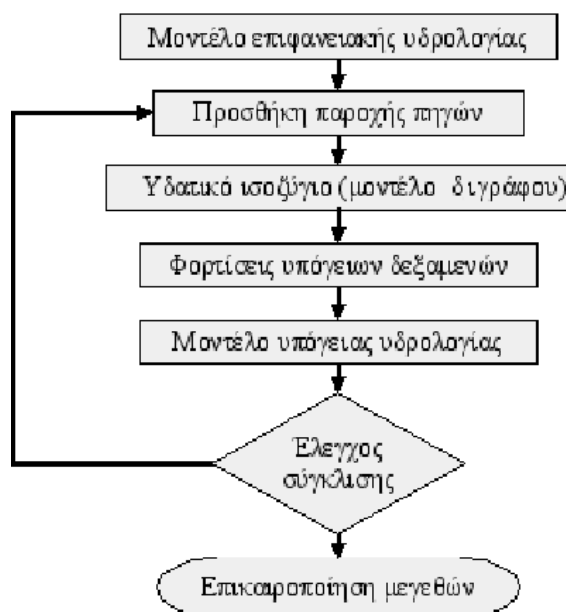 Μοντέλο επιφανειακής υδρολογίας
Προσθήκη παροχής πηγών
Υδατικό ισοζύγιο (μοντέλο διγράφου)
Φορτίσεις υπόγειων δεξαμενών
Μοντέλο υπόγειας υδρολογίας
Έλεγχος
σύγκλισης
Επικαιροποίηση μεγεθών